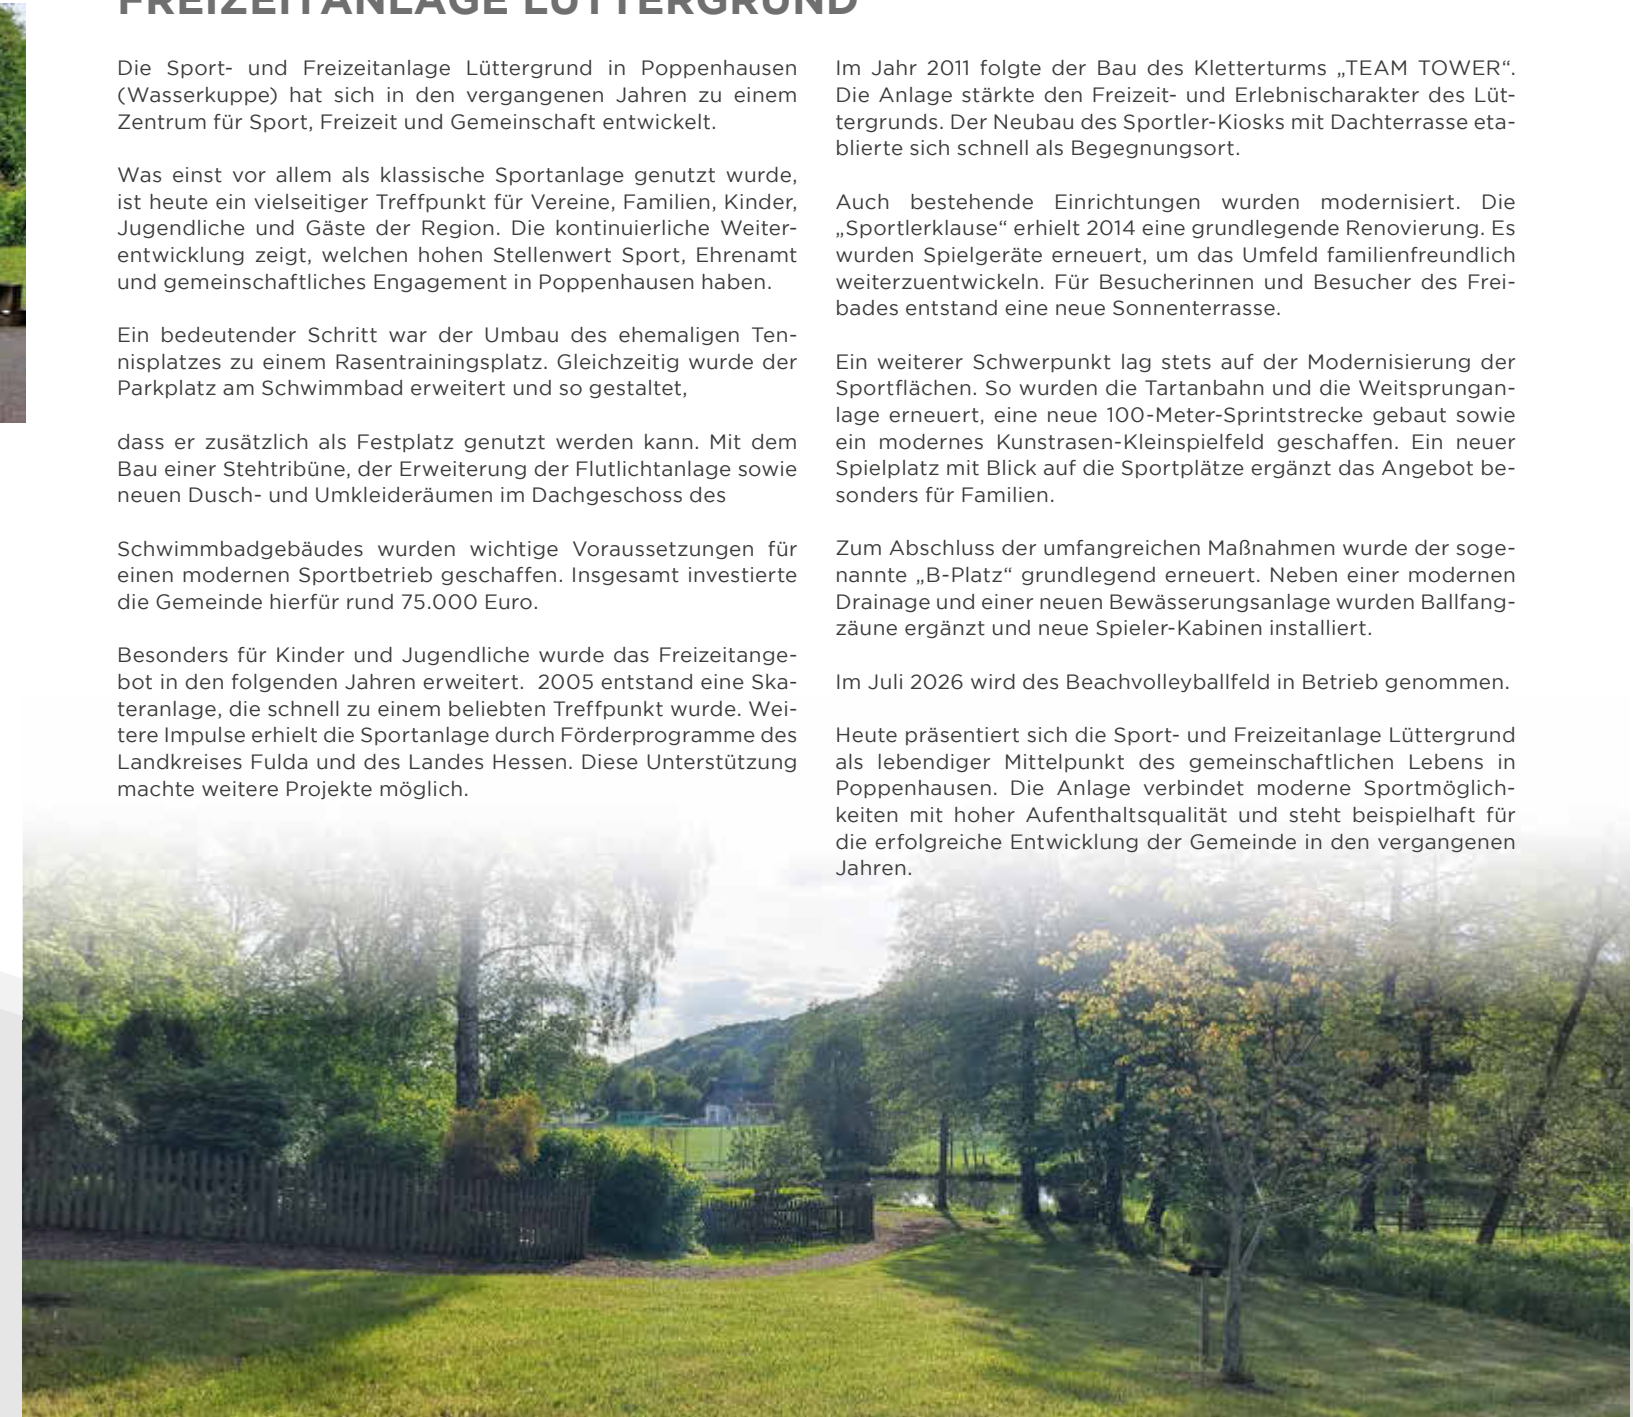 FREIZEITANLAGE LÜTTERGRUND
Die Sport- und Freizeitanlage Lüttergrund in Poppenhausen
(Wasserkuppe) hat sich in den vergangenen Jahren zu einem
Zentrum für Sport, Freizeit und Gemeinschaft entwickelt.
Was einst vor allem als klassische Sportanlage genutzt wurde,
ist heute ein vielseitiger Treffpunkt für Vereine, Familien, Kinder,
Jugendliche und Gäste der Region. Die kontinuierliche Weiter-
entwicklung zeigt, welchen hohen Stellenwert Sport, Ehrenamt
und gemeinschaftliches Engagement in Poppenhausen haben.
Ein bedeutender Schritt war der Umbau des ehemaligen Ten-
nisplatzes zu einem Rasentrainingsplatz. Gleichzeitig wurde der
Parkplatz am Schwimmbad erweitert und so gestaltet,
dass er zusätzlich als Festplatz genutzt werden kann. Mit dem
Bau einer Stehtribüne, der Erweiterung der Flutlichtanlage sowie
neuen Dusch- und Umkleideräumen im Dachgeschoss des
Schwimmbadgebäudes wurden wichtige Voraussetzungen für
einen modernen Sportbetrieb geschaffen. Insgesamt investierte
die Gemeinde hierfür rund 75.000 Euro.
Besonders für Kinder und Jugendliche wurde das Freizeitange-
bot in den folgenden Jahren erweitert. 2005 entstand eine Ska-
teranlage, die schnell zu einem beliebten Treffpunkt wurde. Wei-
tere Impulse erhielt die Sportanlage durch Förderprogramme des
Landkreises Fulda und des Landes Hessen. Diese Unterstützung
machte weitere Projekte möglich.
Im Jahr 2011 folgte der Bau des Kletterturms „TEAM TOWER“.
Die Anlage stärkte den Freizeit- und Erlebnischarakter des Lüt-
tergrunds. Der Neubau des Sportler-Kiosks mit Dachterrasse eta-
blierte sich schnell als Begegnungsort.
Auch bestehende Einrichtungen wurden modernisiert. Die
„Sportlerklause“ erhielt 2014 eine grundlegende Renovierung. Es
wurden Spielgeräte erneuert, um das Umfeld familienfreundlich
weiterzuentwickeln. Für Besucherinnen und Besucher des Frei-
bades entstand eine neue Sonnenterrasse.
Ein weiterer Schwerpunkt lag stets auf der Modernisierung der
Sportflächen. So wurden die Tartanbahn und die Weitsprungan-
lage erneuert, eine neue 100-Meter-Sprintstrecke gebaut sowie
ein modernes Kunstrasen-Kleinspielfeld geschaffen. Ein neuer
Spielplatz mit Blick auf die Sportplätze ergänzt das Angebot be-
sonders für Familien.
Zum Abschluss der umfangreichen Maßnahmen wurde der soge-
nannte „B-Platz“ grundlegend erneuert. Neben einer modernen
Drainage und einer neuen Bewässerungsanlage wurden Ballfang-
zäune ergänzt und neue Spieler-Kabinen installiert.
Im Juli 2026 wird des Beachvolleyballfeld in Betrieb genommen.
Heute präsentiert sich die Sport- und Freizeitanlage Lüttergrund
als lebendiger Mittelpunkt des gemeinschaftlichen Lebens in
Poppenhausen. Die Anlage verbindet moderne Sportmöglich-
keiten mit hoher Aufenthaltsqualität und steht beispielhaft für
die erfolgreiche Entwicklung der Gemeinde in den vergangenen
Jahren.